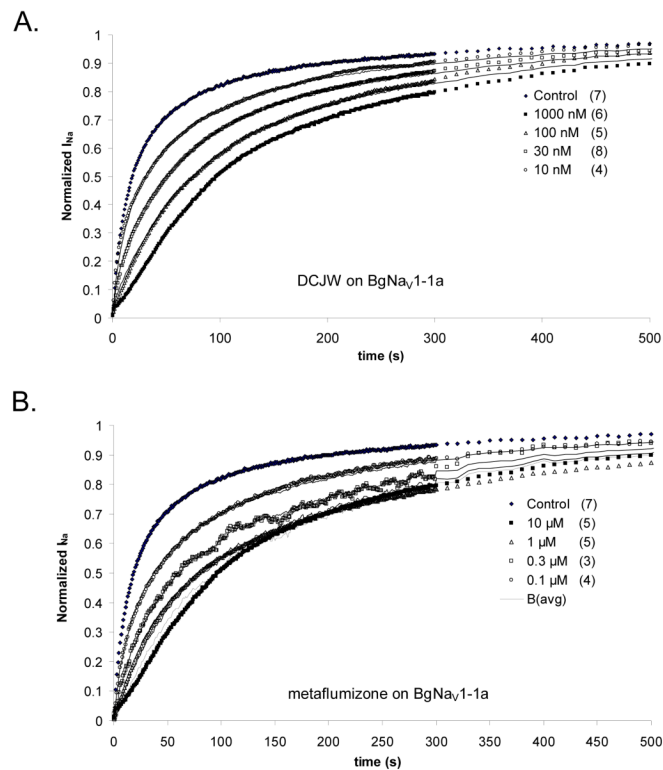 A.
Normalized INa
1
0.9
0.8
0.7
0.6
0.5
0.4
0.3
0.2
0.1
0
Control (7)
1000 nM (6)
100 nM (5)
30 nM (8)
10 nM (4)
DCJW on BgNaV1-1a
0 100 200 300 400 500
time (s)
B.
Normalized INa
1
0.9
0.8
0.7
0.6
0.5
0.4
0.3
0.2
0.1
0
Control (7)
10 µM (5)
1 µM (5)
0.3 µM (3)
0.1 µM (4)
B(avg)
metaflumizone on BgNaV1-1a
0 50 100 150 200 250 300 350 400 450 500
time (s)